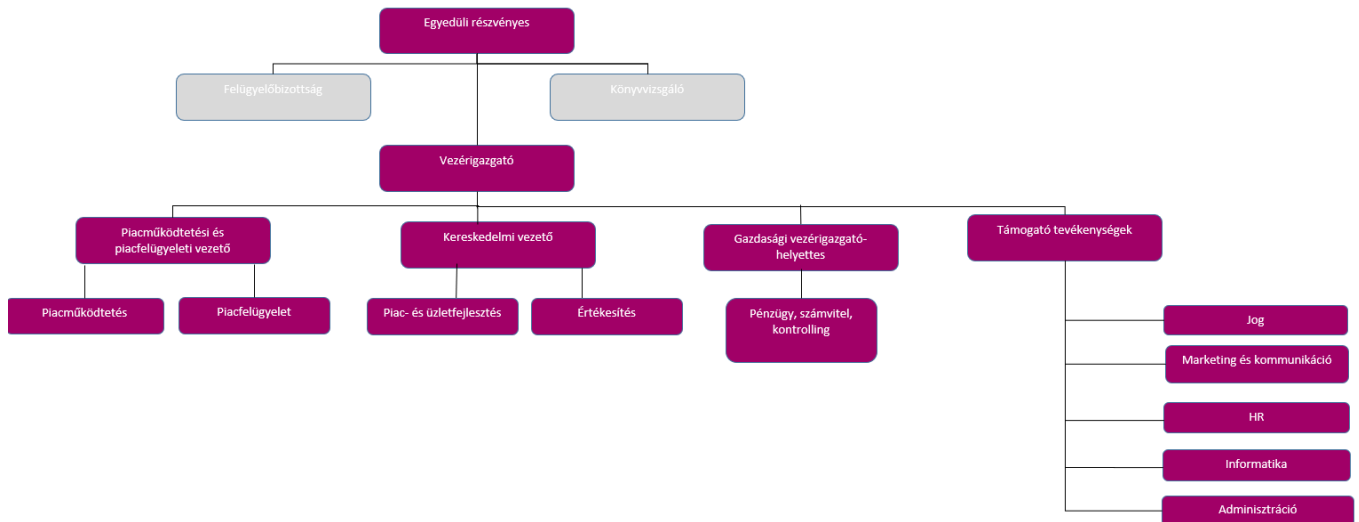 Egyedüli részvényes
Felügyelőbizottság
Könyvvizsgáló
Vezérigazgató
Piacműködtetési és
piacfelügyeleti vezető
Kereskedelmi vezető
Gazdasági vezérigazgató-
helyettes
Támogató tevékenységek
Piacműködtetés
Piacfelügyelet
Piac- és üzletfejlesztés
Értékesítés
Pénzügy, számvitel,
kontrolling
Jog
Marketing és kommunikáció
HR
Informatika
Adminisztráció